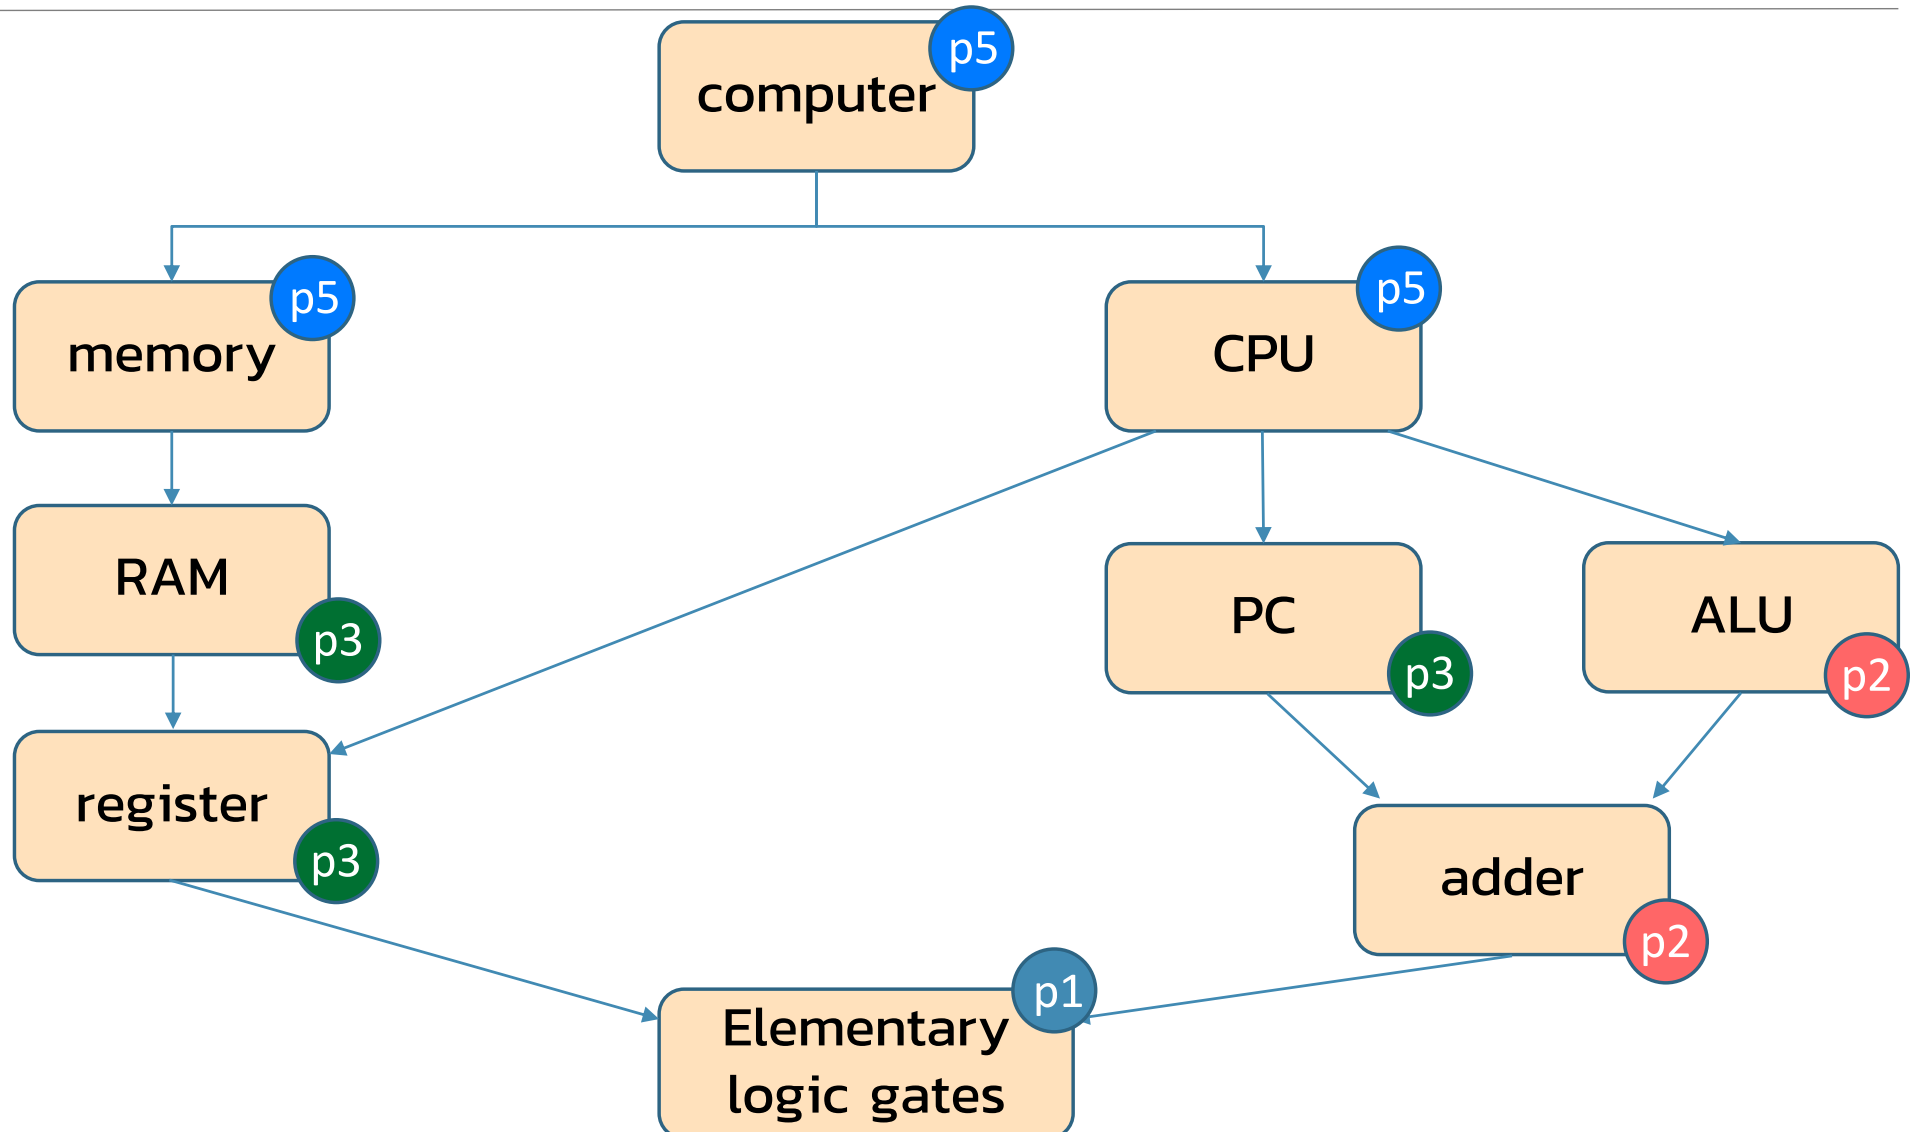 computer
p5
memory
p5
CPU
p5
RAM
p3
PC
p3
ALU
p2
register
p3
adder
p2
Elementary
logic gates
p1